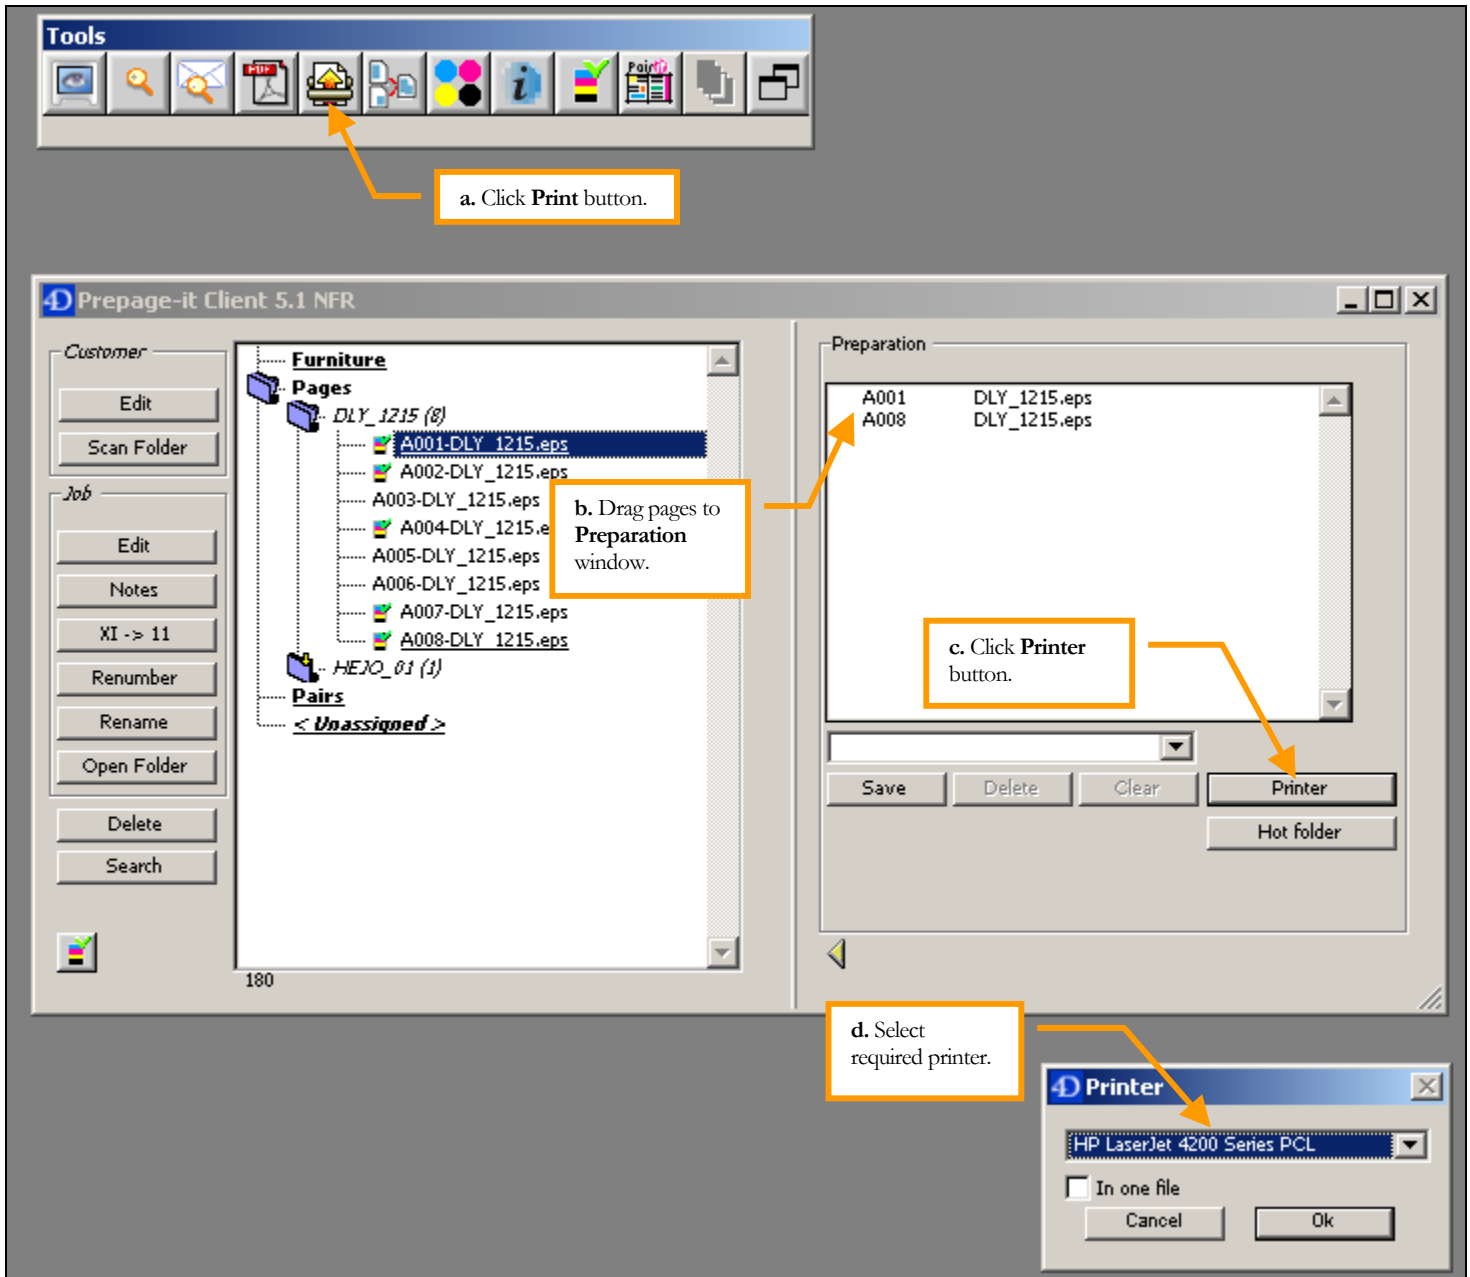 Tools
PDF
Pair
a. Click Print button.
4D Prepage-it Client 5.1 NFR
Customer
Edit
Scan Folder
Job
Edit
Notes
XI -> 11
Renumber
Rename
Open Folder
Delete
Search
Furniture
Pages
DLY_1215 (8)
A001-DLY_1215.eps
A002-DLY_1215.eps
A003-DLY_1215.eps
A004-DLY_1215.e
A005-DLY_1215.eps
A006-DLY_1215.eps
A007-DLY_1215.eps
A008-DLY_1215.eps
HEJO_01 (1)
Pairs
< Unassigned >
180
b. Drag pages to
Preparation
window.
Preparation
A001 DLY_1215.eps
A008 DLY_1215.eps
c. Click Printer
button.
Save Delete Clear Printer
Hot folder
d. Select
required printer.
4D Printer
HP LaserJet 4200 Series PCL
In one file
Cancel Ok